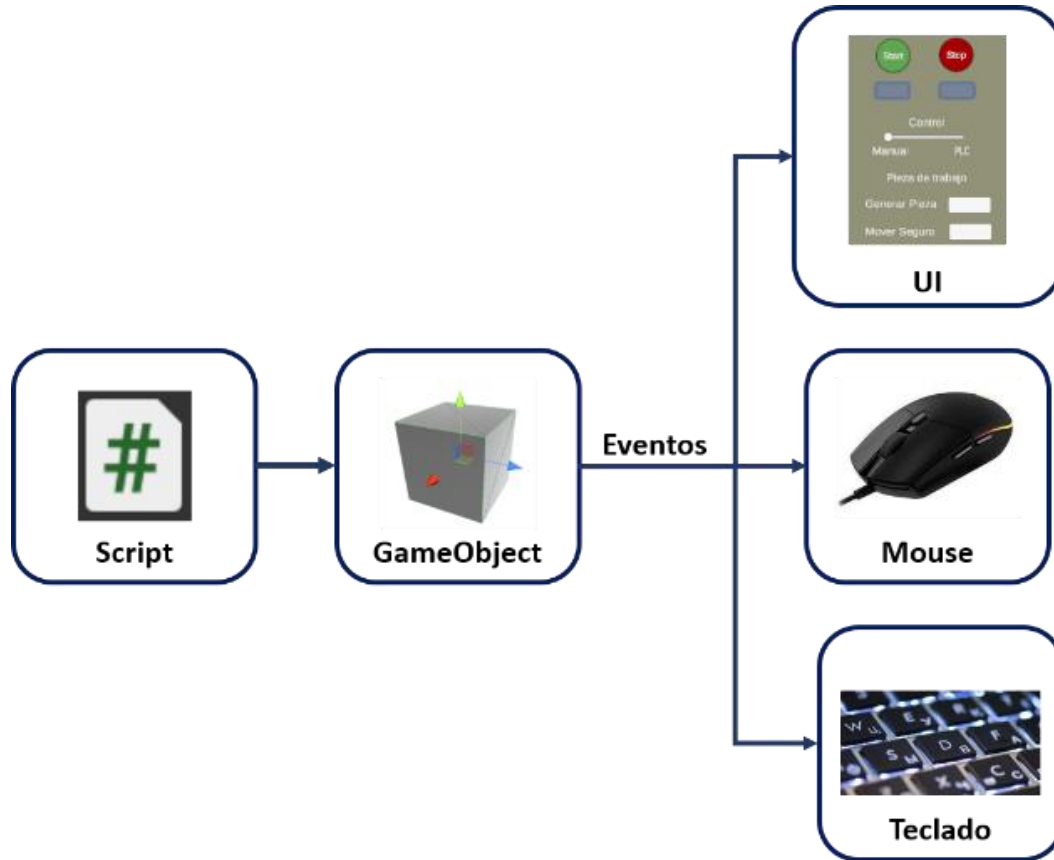 Start
Stop
Control
Manual
PLC
Pieza de trabajo
Generar Pieza
Mover Seguro
UI
#
Script
GameObject
Eventos
Mouse
W
E
R
S
D
F
A
B
M
X
C
Teclado